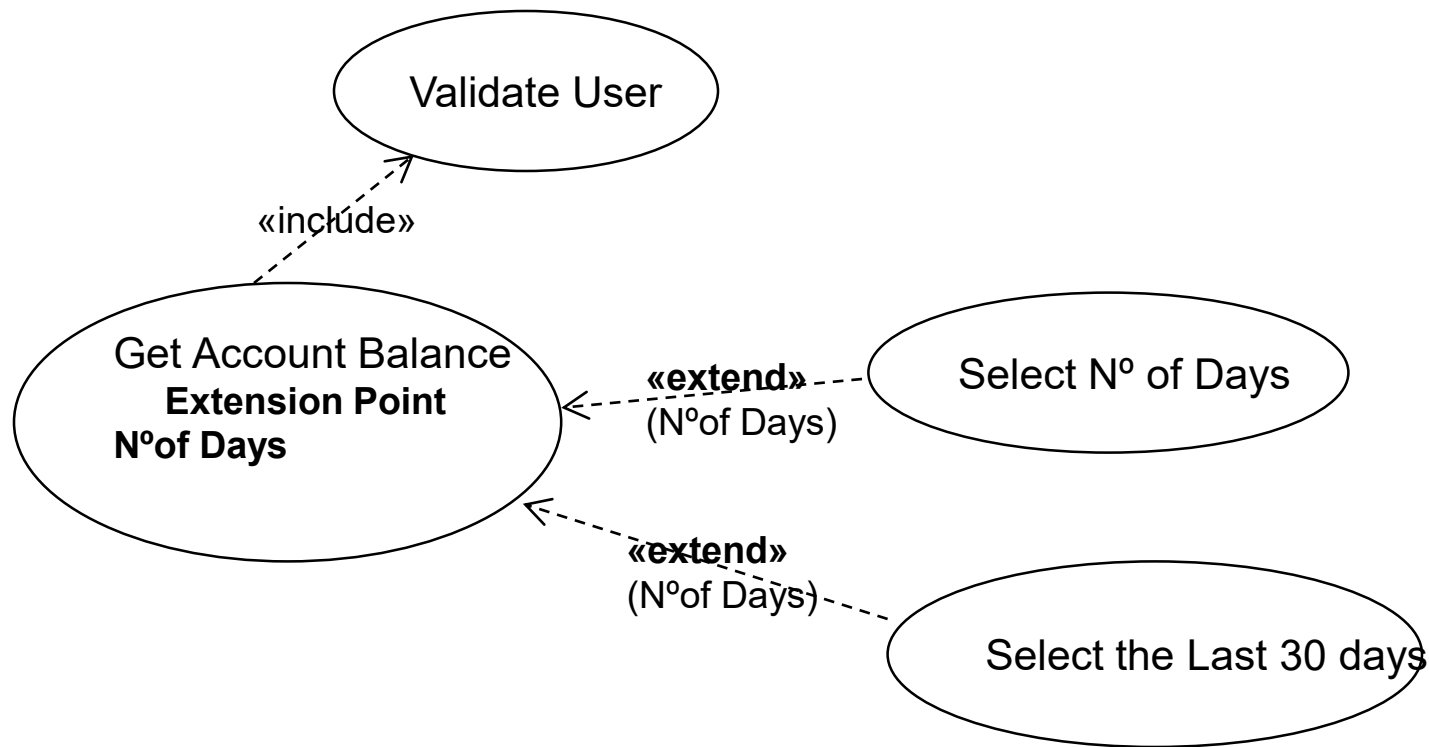 Validate User
«include»
Get Account Balance
Extension Point
Nºof Days
«extend»
(Nºof Days)
Select Nº of Days
«extend»
(Nºof Days)
Select the Last 30 days